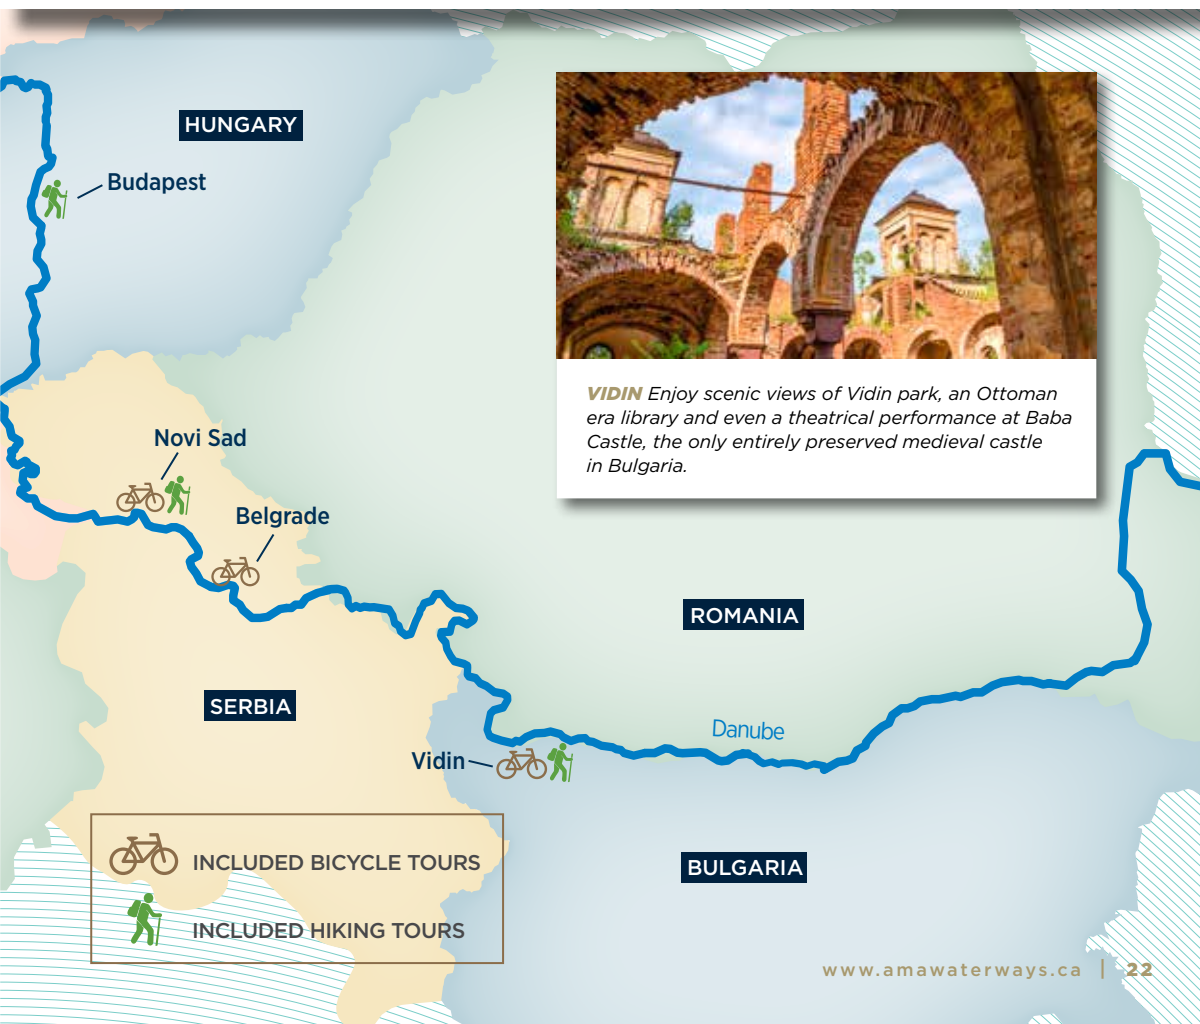 HUNGARY
Budapest
VIDIN Enjoy scenic views of Vidin park, an Ottoman
era library and even a theatrical performance at Baba
Castle, the only entirely preserved medieval castle
in Bulgaria.
Novi Sad
Belgrade
ROMANIA
SERBIA
Danube
Vidin
INCLUDED BICYCLE TOURS
BULGARIA
INCLUDED HIKING TOURS
www.amawaterways.ca | 22